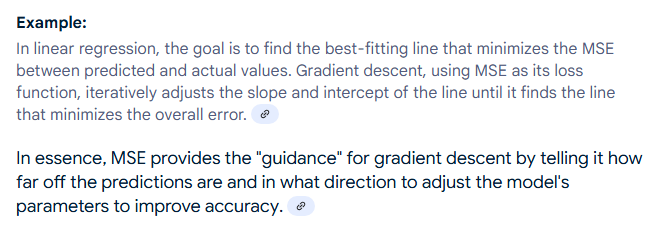 Example:
In linear regression, the goal is to find the best-fitting line that minimizes the MSE
between predicted and actual values. Gradient descent, using MSE as its loss
function, iteratively adjusts the slope and intercept of the line until it finds the line
that minimizes the overall error.
In essence, MSE provides the "guidance" for gradient descent by telling it how
far off the predictions are and in what direction to adjust the model's
parameters to improve accuracy.